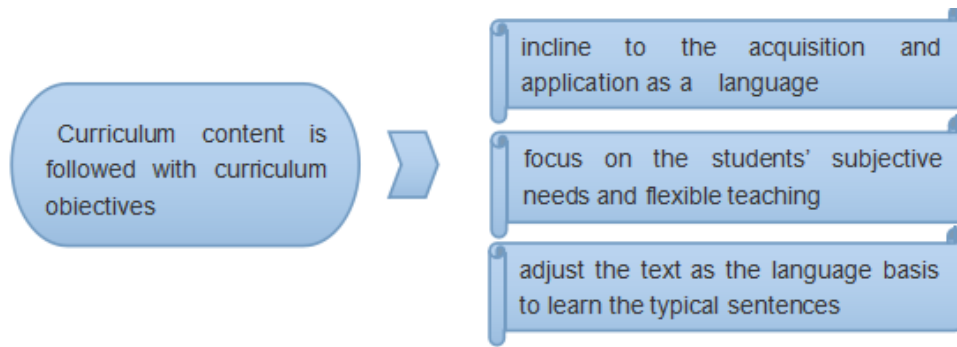 Curriculum content is
followed with curriculum
obiectives
incline to the acquisition and
application as a language
focus on the students' subjective
needs and flexible teaching
adjust the text as the language basis
to learn the typical sentences